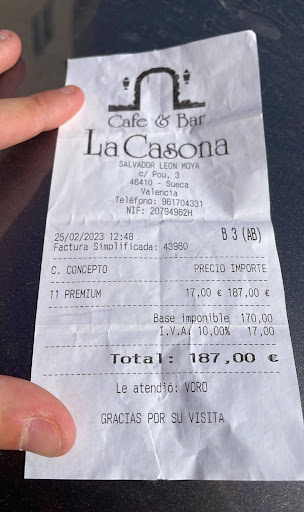 Cafe & Bar
La Casona
SALVADOR LEON MOYA
c/ Pou, 3
46410 - Sueca
Valencia
Teléfono: 961704331
NIF: 20794962H
25/02/2023 12:48 B 3 (AB)
Factura Simplificada: 43960
C. CONCEPTO PRECIO IMPORTE
11 PREMIUM 17,00 € 187,00 €
Base imponible 170,00
I.V.A. 10,00% 17,00
Total: 187,00 €
Le atendió: VORO
GRACIAS POR SU VISITA